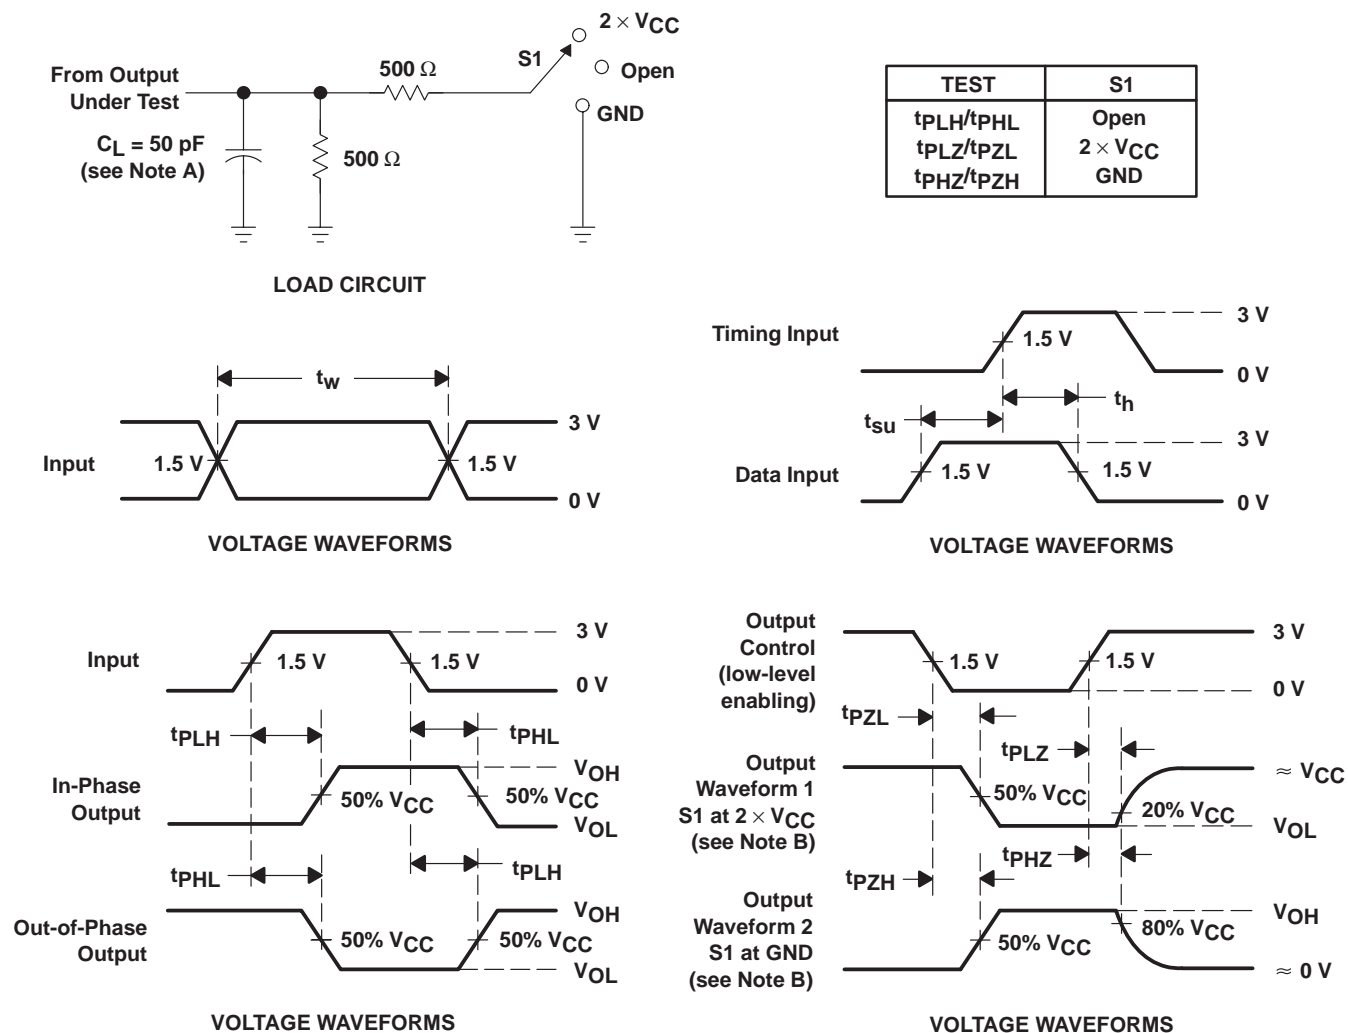 From Output
Under Test
CL = 50 pF
(see Note A)
500 Ω
500 Ω
S1
2 × VCC
Open
GND
LOAD CIRCUIT
TEST S1
tPLH/tPHL Open
tPLZ/tPZL 2 × VCC
tPHZ/tPZH GND
tw
Input
1.5 V
1.5 V
3 V
0 V
VOLTAGE WAVEFORMS
Timing Input
1.5 V
3 V
0 V
th
tsu
Data Input
1.5 V
1.5 V
3 V
0 V
VOLTAGE WAVEFORMS
Input
1.5 V
1.5 V
3 V
0 V
tPLH
tPHL
In-Phase
Output
50% VCC
50% VCC
VOH
VOL
tPHL
tPLH
Out-of-Phase
Output
50% VCC
50% VCC
VOH
VOL
VOLTAGE WAVEFORMS
Output
Control
(low-level
enabling)
1.5 V
1.5 V
3 V
0 V
tPZL
tPLZ
Output
Waveform 1
S1 at 2 × VCC
(see Note B)
50% VCC
20% VCC
≈ VCC
VOL
tPHZ
tPZH
Output
Waveform 2
S1 at GND
(see Note B)
50% VCC
80% VCC
VOH
≈ 0 V
VOLTAGE WAVEFORMS